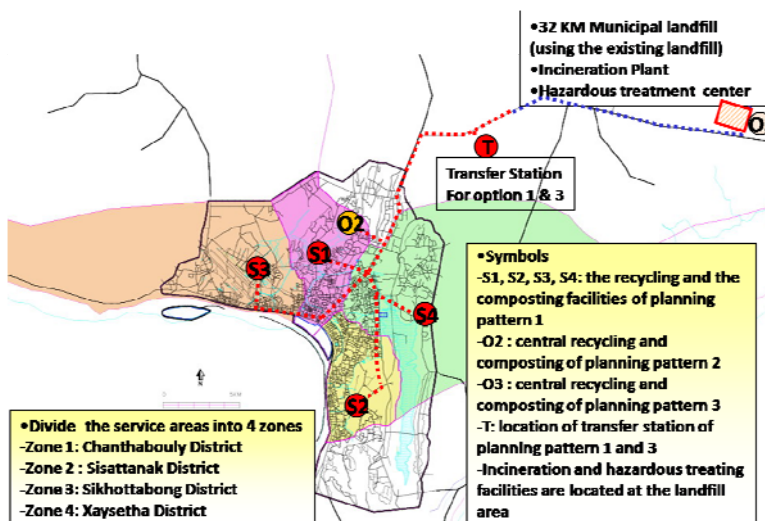 •32 KM Municipal landfill
(using the existing landfill)
•Incineration Plant
•Hazardous treatment center
O
T
Transfer Station
For option 1 & 3
O2
S1
S3
S4
S2
N
0
5KM
•Symbols
-S1, S2, S3, S4: the recycling and the
composting facilities of planning
pattern 1
-O2 : central recycling and
composting of planning pattern 2
-O3 : central recycling and
composting of planning pattern 3
-T: location of transfer station of
planning pattern 1 and 3
-Incineration and hazardous treating
facilities are located at the landfill
area
•Divide the service areas into 4 zones
-Zone 1: Chanthabouly District
-Zone 2 : Sisattanak District
-Zone 3: Sikhottabong District
-Zone 4: Xaysetha District